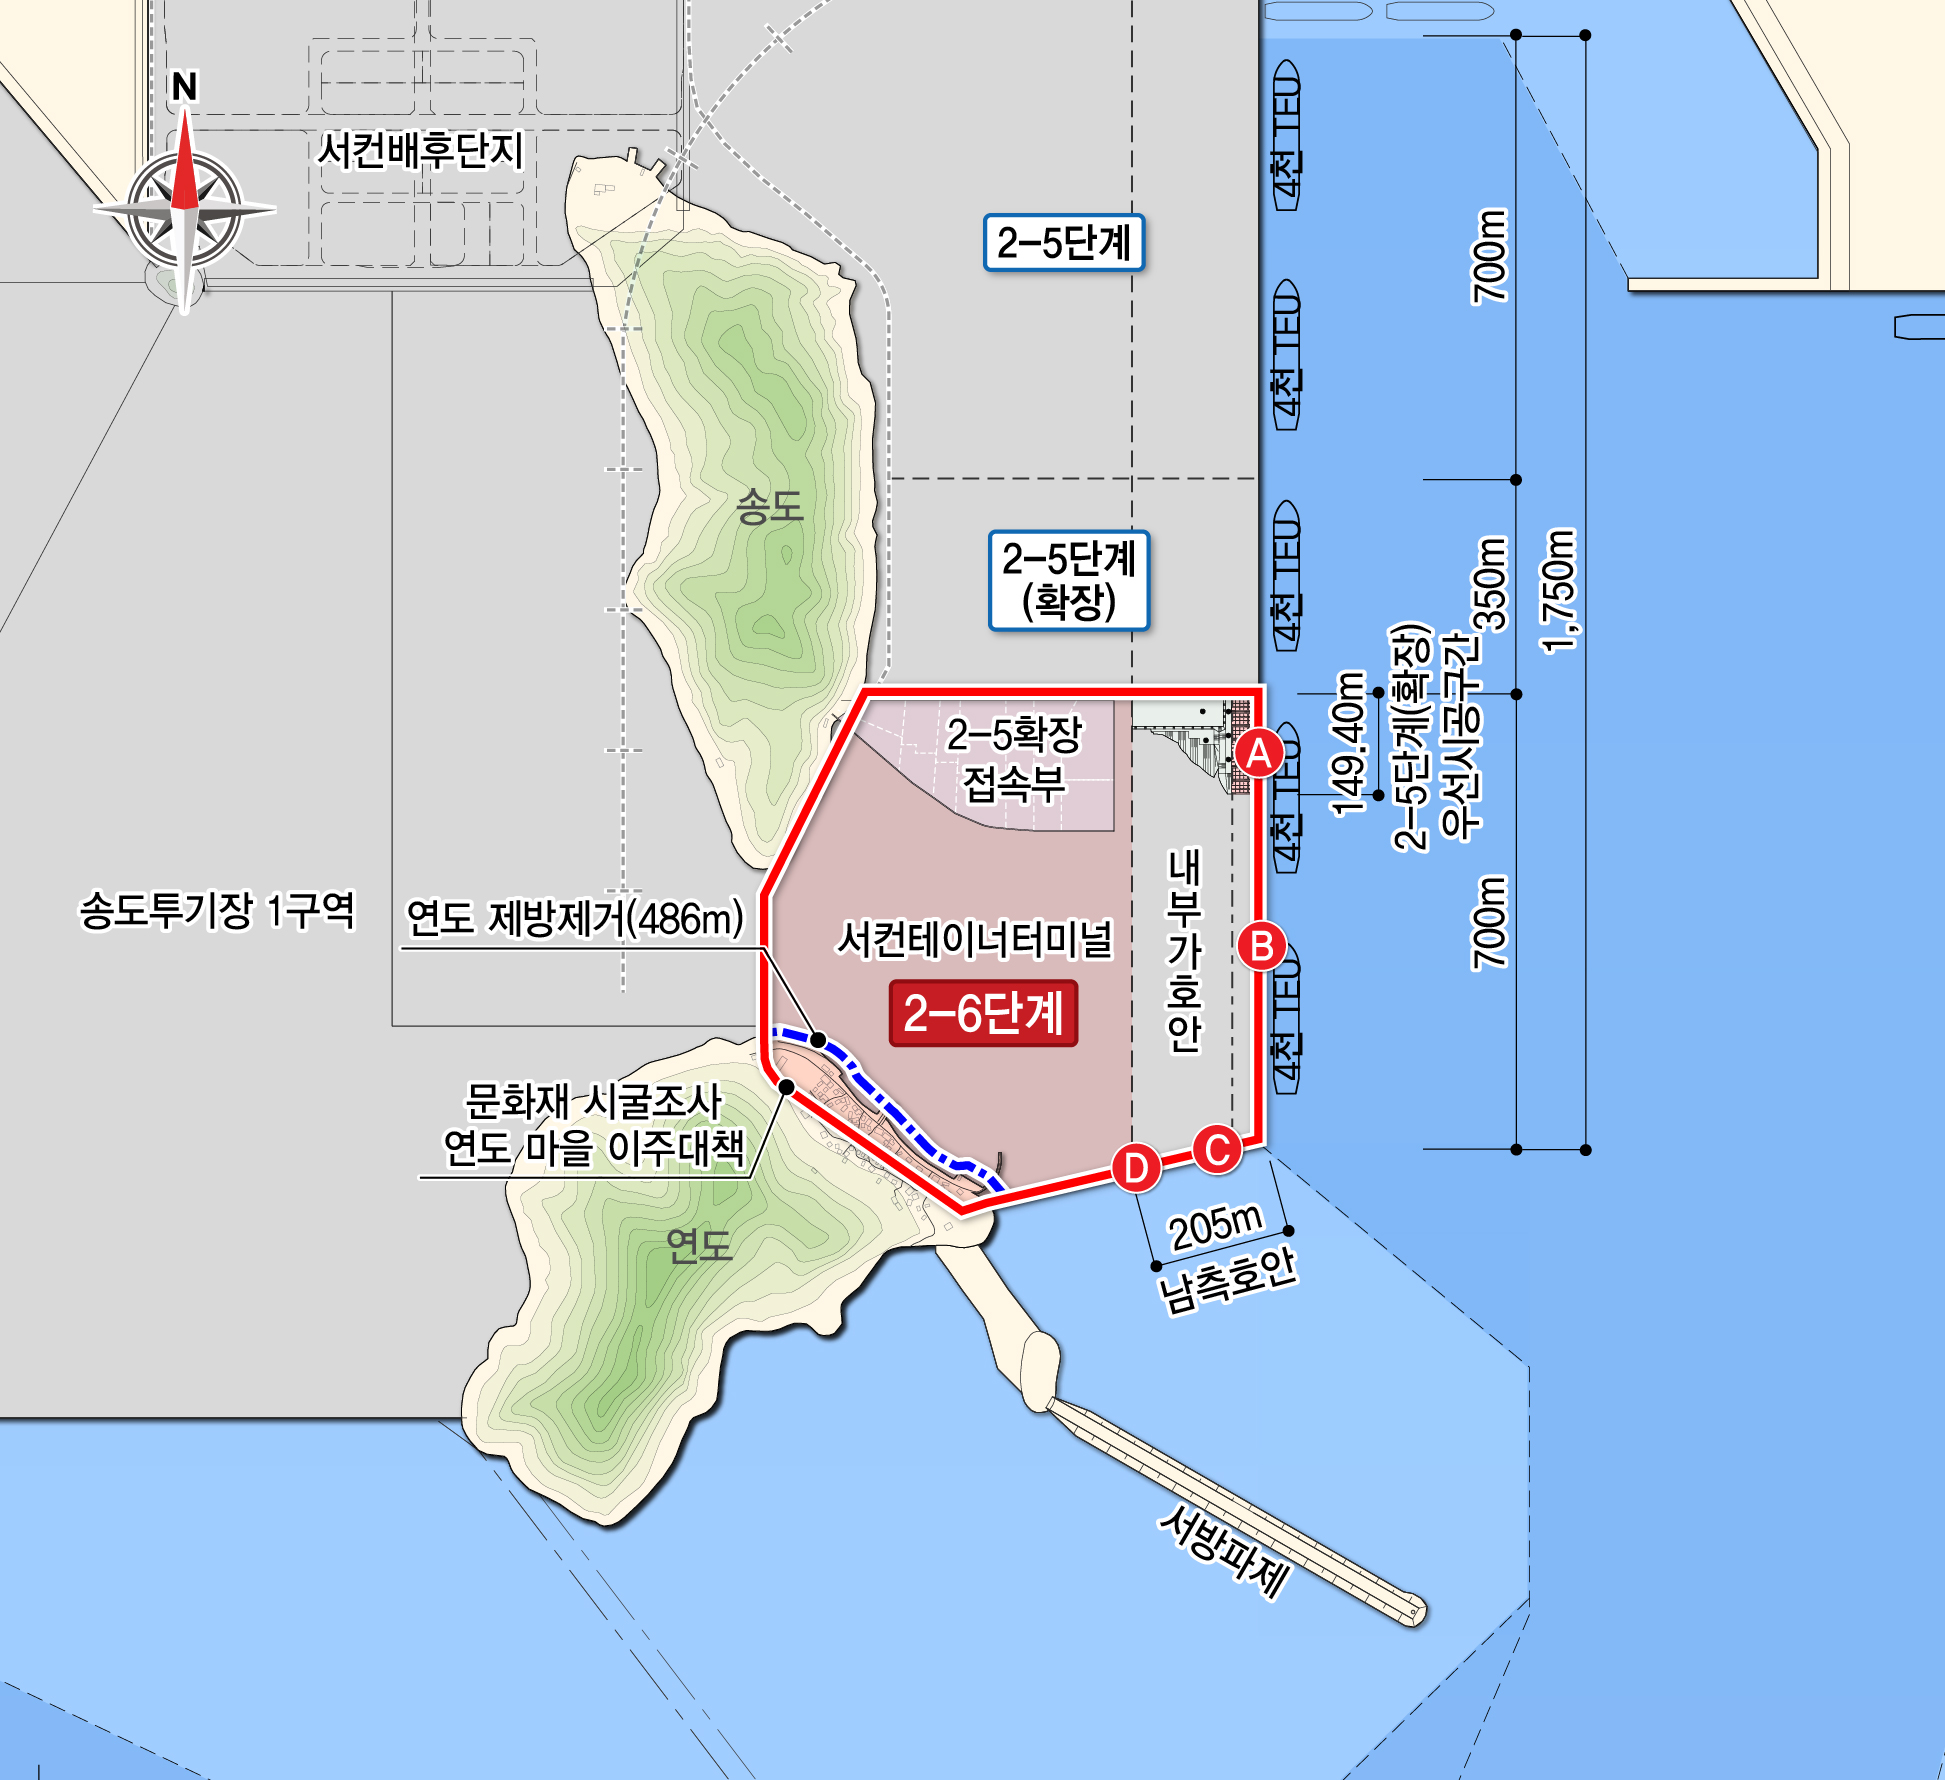 N
서컨배후단지
2-5단계
2-5단계
(확장)
송도
4천 TEU
4천 TEU
4천 TEU
4천 TEU
4천 TEU
700m
350m
1,750m
149.40m
2-5단계(확장)
우선시공구간
700m
2-5확장
접속부
A
내부가호안
B
송도투기장 1구역
연도 제방제거(486m)
서컨테이너터미널
2-6단계
문화재 시굴조사
연도 마을 이주대책
연도
D
C
205m
남측호안
서방파제